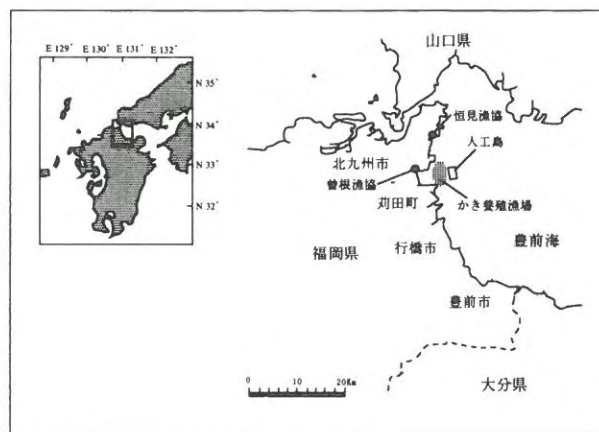 E 129° E 130° E 131° E 132°
N 35°
N 34°
N 33°
N 32°
山口県
恒見漁協
人工島
北九州市
曽根漁協
苅田町
かき養殖漁場
福岡県
行橋市
豊前海
豊前市
0 10 20Km
大分県